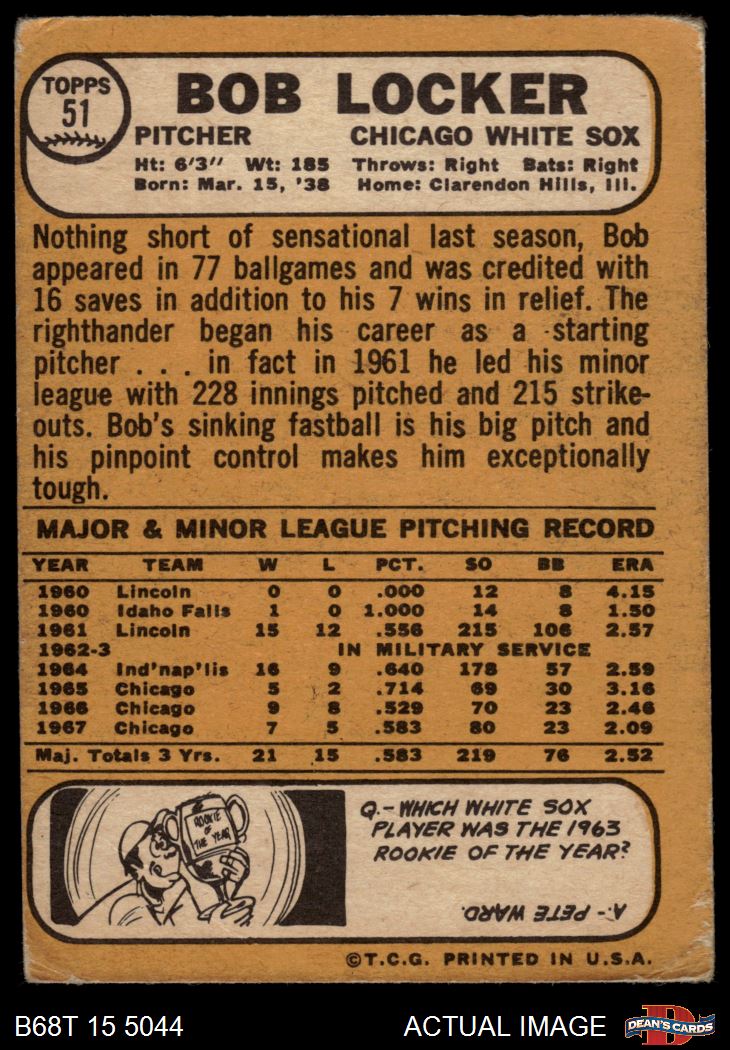 TOPPS
51
BOB LOCKER
PITCHER CHICAGO WHITE SOX
Ht: 6'3" Wt: 185 Throws: Right Bats: Right
Born: Mar. 15, '38 Home: Clarendon Hills, Ill.
Nothing short of sensational last season, Bob
appeared in 77 ballgames and was credited with
16 saves in addition to his 7 wins in relief. The
righthander began his career as a starting
pitcher . . . in fact in 1961 he led his minor
league with 228 innings pitched and 215 strike-
outs. Bob's sinking fastball is his big pitch and
his pinpoint control makes him exceptionally
tough.
MAJOR & MINOR LEAGUE PITCHING RECORD
YEAR TEAM W L PCT. SO BB ERA
1960 Lincoln 0 0 .000 12 8 4.15
1960 Idaho Falls 1 0 1.000 14 8 1.50
1961 Lincoln 15 12 .556 215 106 2.57
1962-3 IN MILITARY SERVICE
1964 Ind'nap'lis 16 9 .640 178 57 2.59
1965 Chicago 5 2 .714 69 30 3.16
1966 Chicago 9 8 .529 70 23 2.46
1967 Chicago 7 5 .583 80 23 2.09
Maj. Totals 3 Yrs. 21 15 .583 219 76 2.52
ROOKIE
OF
THE YEAR
Q.-WHICH WHITE SOX
PLAYER WAS THE 1963
ROOKIE OF THE YEAR?
A.- PETE WARD.
©T.C.G. PRINTED IN U.S.A.
B68T 15 5044 ACTUAL IMAGE
D
DEAN'S CARDS